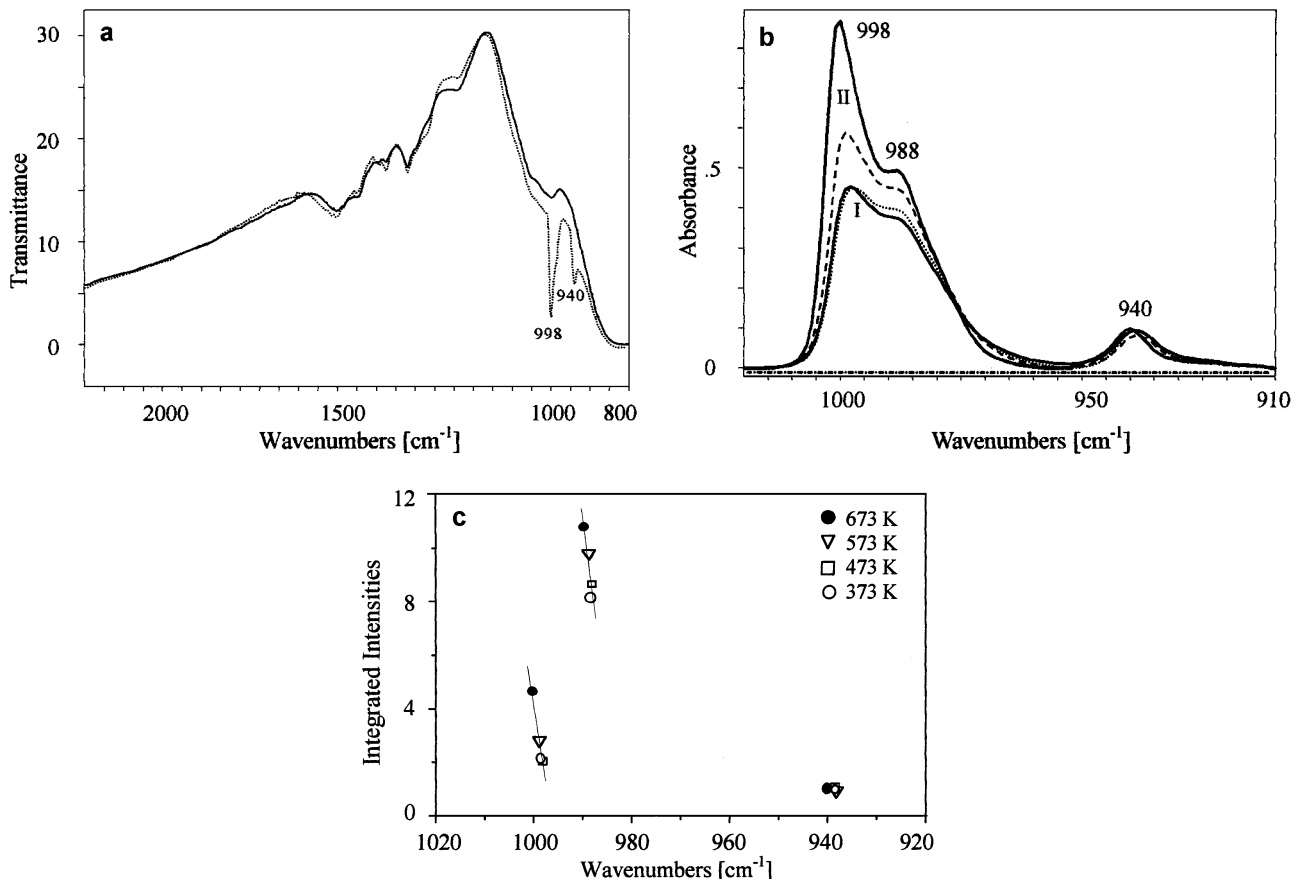 a
30
20
10
0
Transmittance
998
940
2000
1500
1000
800
Wavenumbers [cm⁻¹]
b
998
II
988
I
940
.5
0
Absorbance
1000
950
910
Wavenumbers [cm⁻¹]
c
12
8
4
0
Integrated Intensities
673 K
573 K
473 K
373 K
1020
1000
980
960
940
920
Wavenumbers [cm⁻¹]